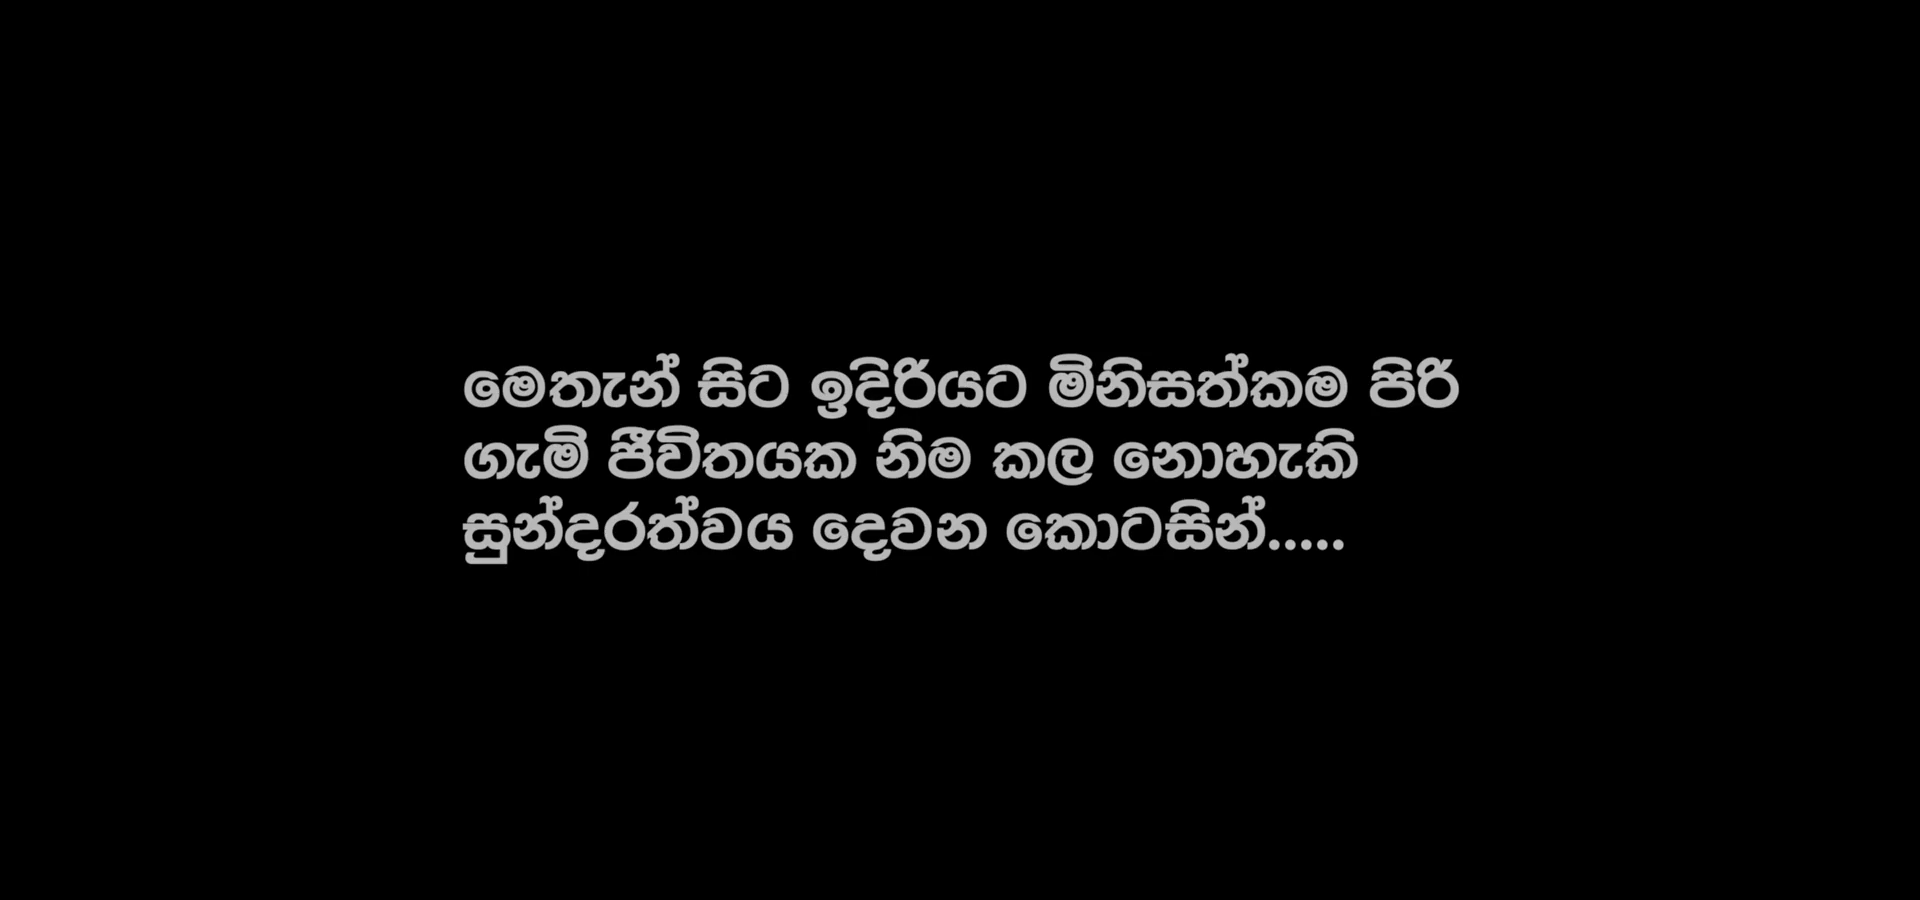 මෙතැන් සිට ඉදිරියට මිනිසත්කම පිරි
ගැමි ජීවිතයක නිම කල නොහැකි
සුන්දරත්වය දෙවන කොටසින්.....